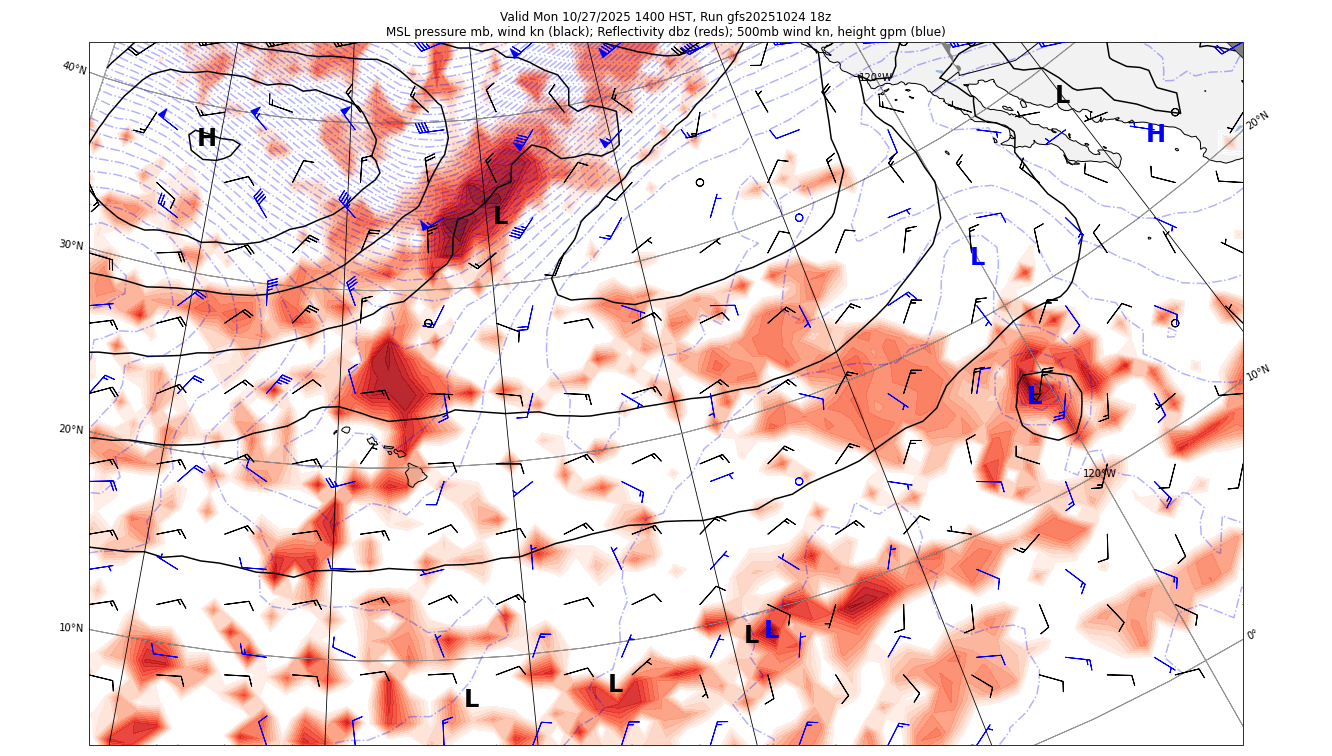 Valid Mon 10/27/2025 1400 HST, Run gfs20251024 18z
MSL pressure mb, wind kn (black); Reflectivity dbz (reds); 500mb wind kn, height gpm (blue)
40°N
120°W
L
20°N
H
H
L
30°N
L
10°N
L
20°N
120°W
10°N
L
L
0°
L
L